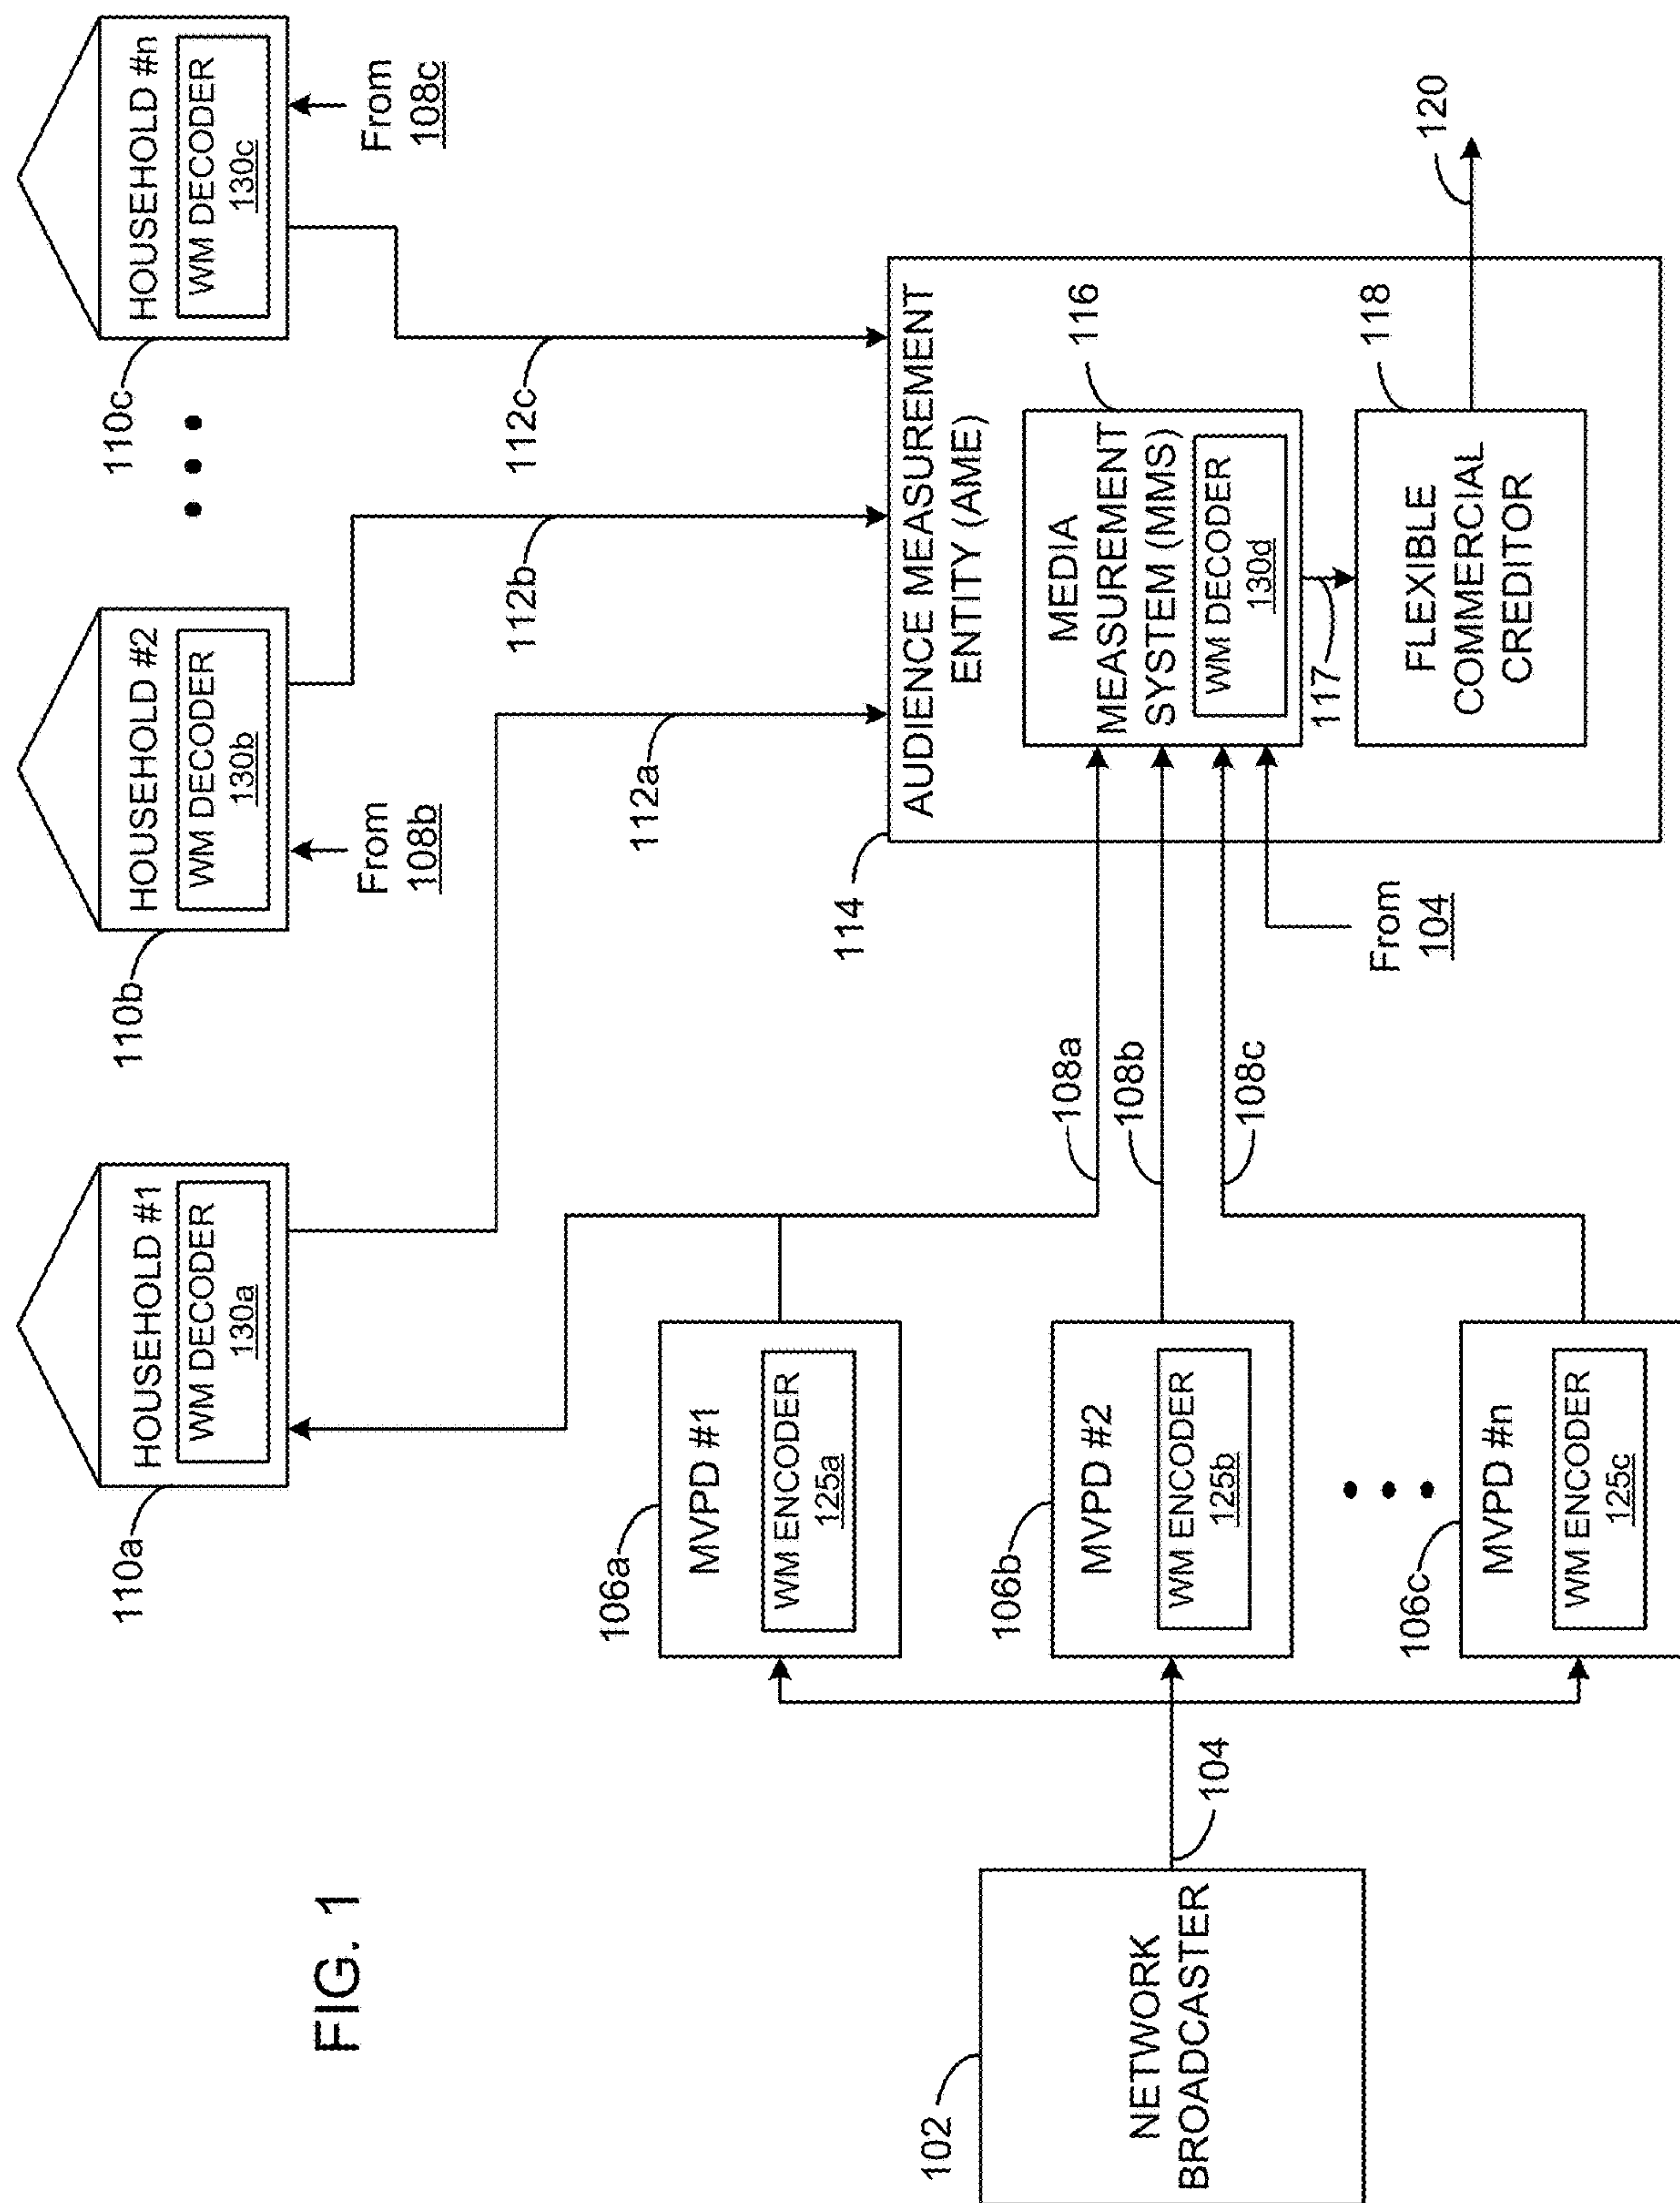 FIG. 1
110a
HOUSEHOLD #1
WM DECODER
130a
110b
HOUSEHOLD #2
WM DECODER
130b
From
108b
110c
HOUSEHOLD #n
WM DECODER
130c
From
108c
112a
112b
112c
102
NETWORK
BROADCASTER
104
106a
MVPD #1
WM ENCODER
125a
106b
MVPD #2
WM ENCODER
125b
106c
MVPD #n
WM ENCODER
125c
108a
108b
108c
114
AUDIENCE MEASUREMENT
ENTITY (AME)
MEDIA
MEASUREMENT
SYSTEM (MMS)
WM DECODER
130d
116
From
104
117
FLEXIBLE
COMMERCIAL
CREDITOR
118
120